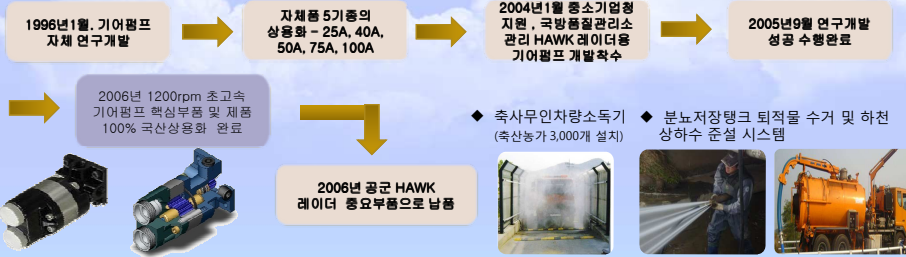 1996년1월. 기어펌프
자체 연구개발
자체품 5기종의
상용화 – 25A, 40A,
50A, 75A, 100A
2004년1월 중소기업청
지원 , 국방품질관리소
관리 HAWK 레이더용
기어펌프 개발착수
2005년9월 연구개발
성공 수행완료
2006년 1200rpm 초고속
기어펌프 핵심부품 및 제품
100% 국산상용화 완료
2006년 공군 HAWK
레이더 중요부품으로 납품
◆ 축사무인차량소독기
(축산농가 3,000개 설치)
◆ 분뇨저장탱크 퇴적물 수거 및 하천
상하수 준설 시스템